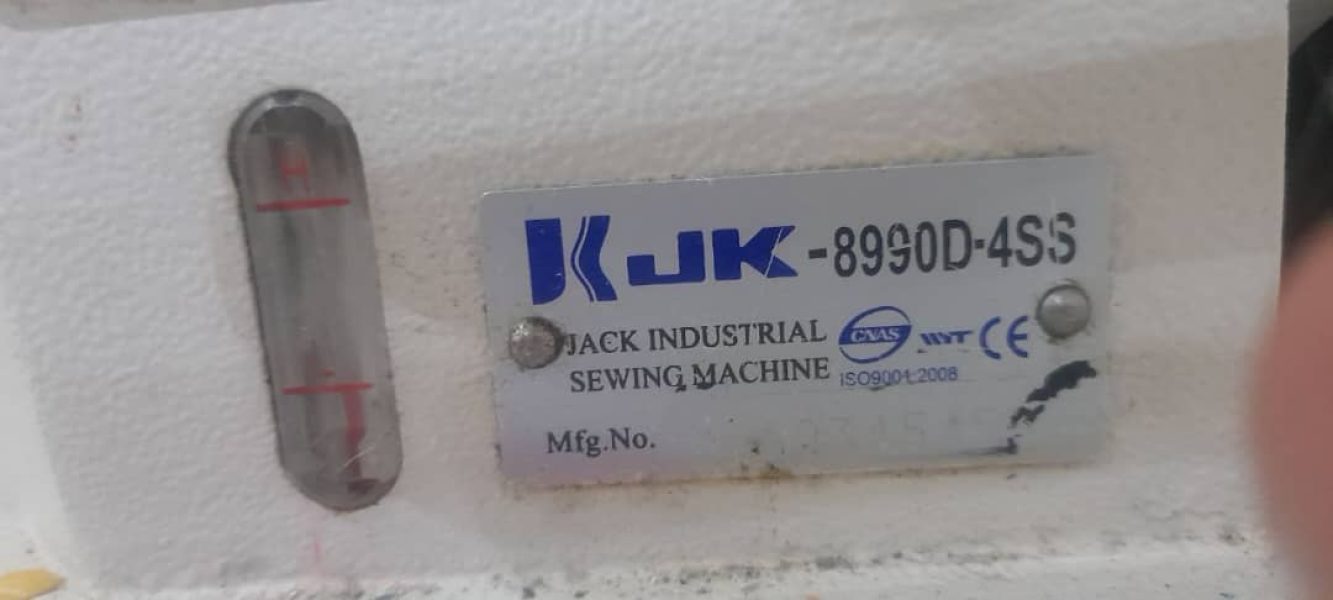 H
JK-8990D-4SS
JACK INDUSTRIAL
SEWING MACHINE
CNAS
CE
ISO9001:2008
Mfg.No.